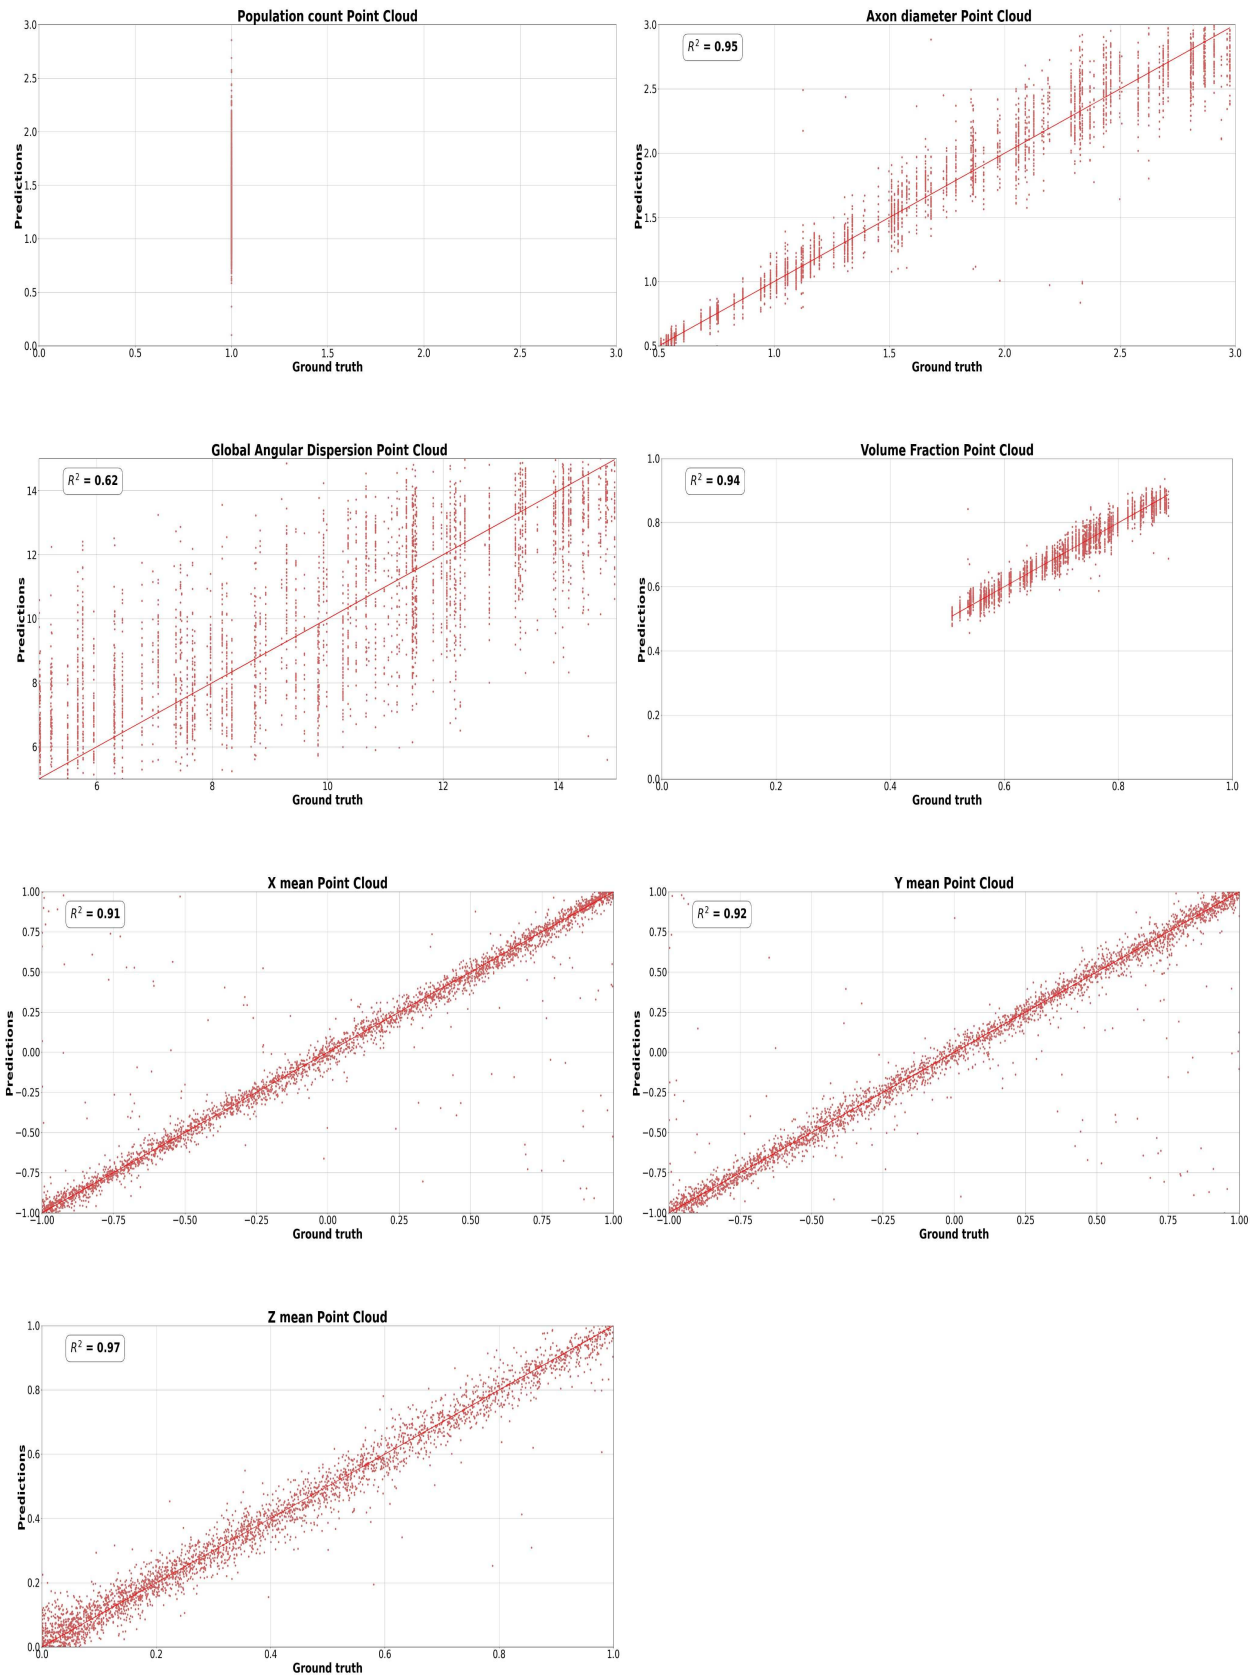 Population count Point Cloud
3.0
2.5
2.0
1.5
1.0
0.5
0.0
Predictions
0.0 0.5 1.0 1.5 2.0 2.5 3.0
Ground truth
Axon diameter Point Cloud
R² = 0.95
3.0
2.5
2.0
1.5
1.0
0.5
Predictions
0.5 1.0 1.5 2.0 2.5 3.0
Ground truth
Global Angular Dispersion Point Cloud
R² = 0.62
14
12
10
8
6
Predictions
6 8 10 12 14
Ground truth
Volume Fraction Point Cloud
R² = 0.94
1.0
0.8
0.6
0.4
0.2
0.0
Predictions
0.0 0.2 0.4 0.6 0.8 1.0
Ground truth
X mean Point Cloud
R² = 0.91
1.00
0.75
0.50
0.25
0.00
−0.25
−0.50
−0.75
−1.00
Predictions
−1.00 −0.75 −0.50 −0.25 0.00 0.25 0.50 0.75 1.00
Ground truth
Y mean Point Cloud
R² = 0.92
1.00
0.75
0.50
0.25
0.00
−0.25
−0.50
−0.75
−1.00
Predictions
−1.00 −0.75 −0.50 −0.25 0.00 0.25 0.50 0.75 1.00
Ground truth
Z mean Point Cloud
R² = 0.97
1.0
0.8
0.6
0.4
0.2
0.0
Predictions
0.0 0.2 0.4 0.6 0.8 1.0
Ground truth